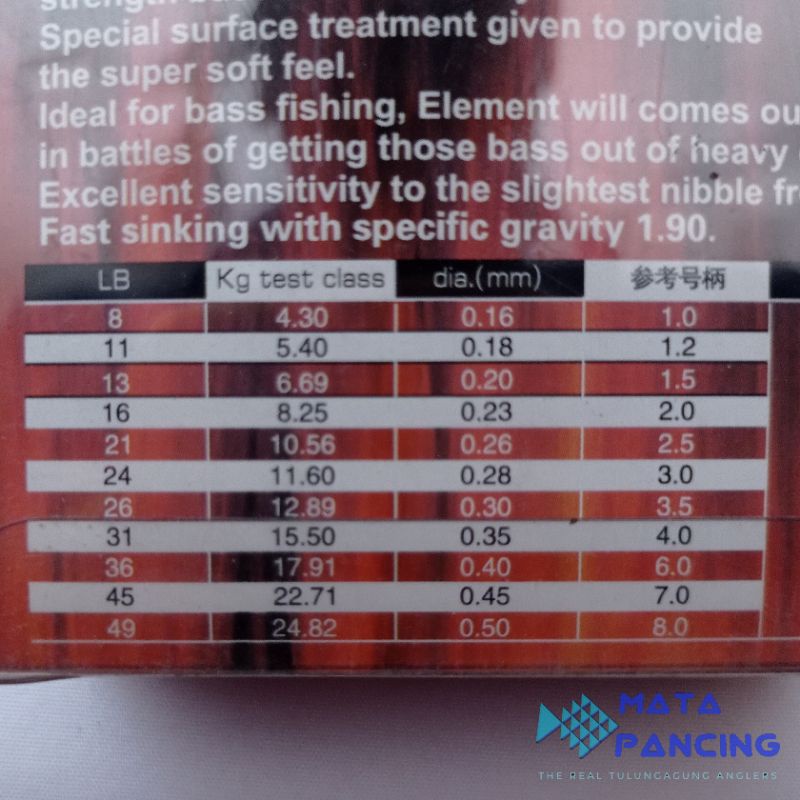 Special surface treatment given to provide
the super soft feel.
Ideal for bass fishing, Element will comes
in battles of getting those bass out of heavy
Excellent sensitivity to the slightest nibble
Fast sinking with specific gravity 1.90.
LB Kg test class dia.(mm) 参考号柄
8 4.30 0.16 1.0
11 5.40 0.18 1.2
13 6.69 0.20 1.5
16 8.25 0.23 2.0
21 10.56 0.26 2.5
24 11.60 0.28 3.0
26 12.89 0.30 3.5
31 15.50 0.35 4.0
36 17.91 0.40 6.0
45 22.71 0.45 7.0
49 24.82 0.50 8.0
MATA
PANCING
THE REAL TULUNGAGUNG ANGLERS